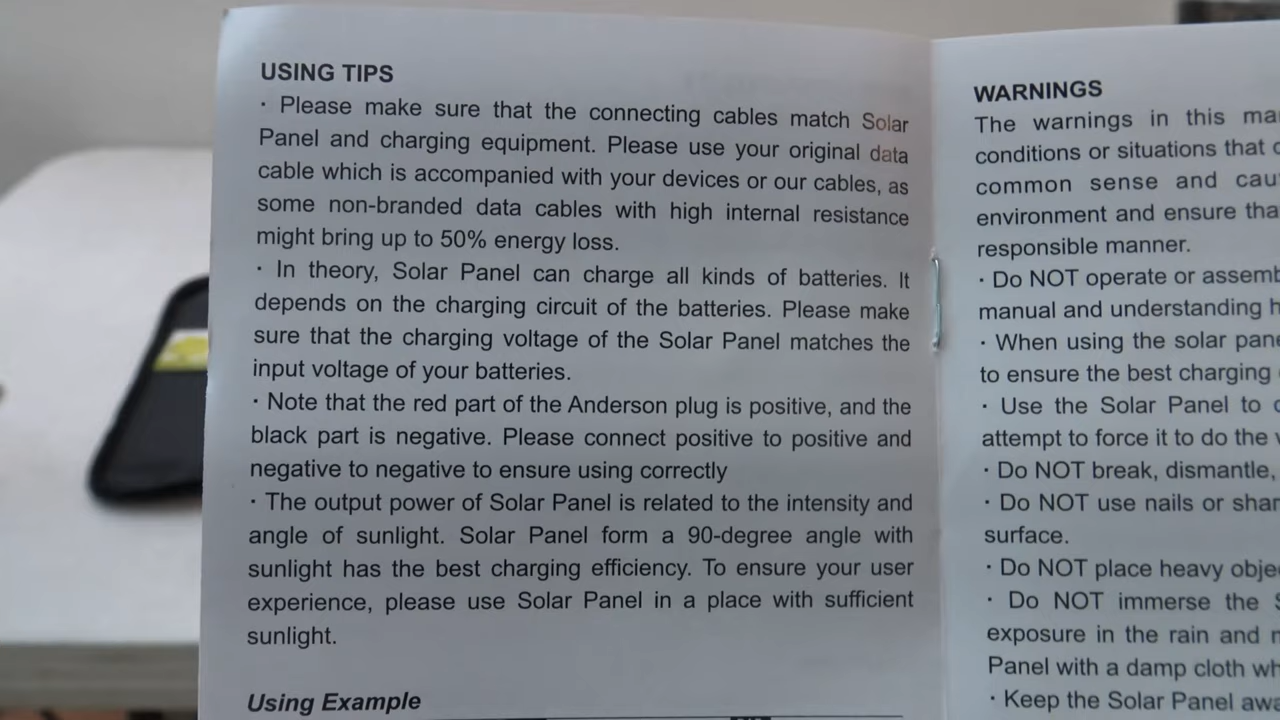 USING TIPS
· Please make sure that the connecting cables match Solar
Panel and charging equipment. Please use your original data
cable which is accompanied with your devices or our cables, as
some non-branded data cables with high internal resistance
might bring up to 50% energy loss.
· In theory, Solar Panel can charge all kinds of batteries. It
depends on the charging circuit of the batteries. Please make
sure that the charging voltage of the Solar Panel matches the
input voltage of your batteries.
· Note that the red part of the Anderson plug is positive, and the
black part is negative. Please connect positive to positive and
negative to negative to ensure using correctly
· The output power of Solar Panel is related to the intensity and
angle of sunlight. Solar Panel form a 90-degree angle with
sunlight has the best charging efficiency. To ensure your user
experience, please use Solar Panel in a place with sufficient
sunlight.
Using Example
WARNINGS
The warnings in this
conditions or situations that
common sense and
environment and ensure
responsible manner.
· Do NOT operate or
manual and understanding
· When using the solar
to ensure the best charging
· Use the Solar Panel to
attempt to force it to do the
· Do NOT break, dismantle,
· Do NOT use nails or
surface.
· Do NOT place heavy
· Do NOT immerse the
exposure in the rain and
Panel with a damp cloth
· Keep the Solar Panel